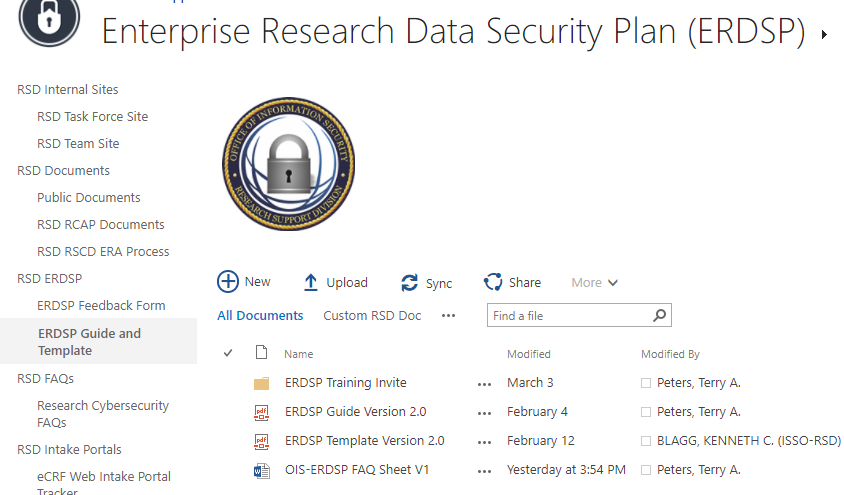 Enterprise Research Data Security Plan (ERDSP)
RSD Internal Sites
RSD Task Force Site
RSD Team Site
RSD Documents
Public Documents
RSD RCAP Documents
RSD RSCD ERA Process
RSD ERDSP
ERDSP Feedback Form
ERDSP Guide and
Template
RSD FAQs
Research Cybersecurity
FAQs
RSD Intake Portals
eCRF Web Intake Portal
Tracker
OFFICE OF INFORMATION SECURITY
RESEARCH SUPPORT DIVISION
New Upload Sync Share More
All Documents Custom RSD Doc ••• Find a file
Name Modified Modified By
ERDSP Training Invite ••• March 3 Peters, Terry A.
pdf ERDSP Guide Version 2.0 ••• February 4 Peters, Terry A.
pdf ERDSP Template Version 2.0 ••• February 12 BLAGG, KENNETH C. (ISSO-RSD)
OIS-ERDSP FAQ Sheet V1 ••• Yesterday at 3:54 PM Peters, Terry A.